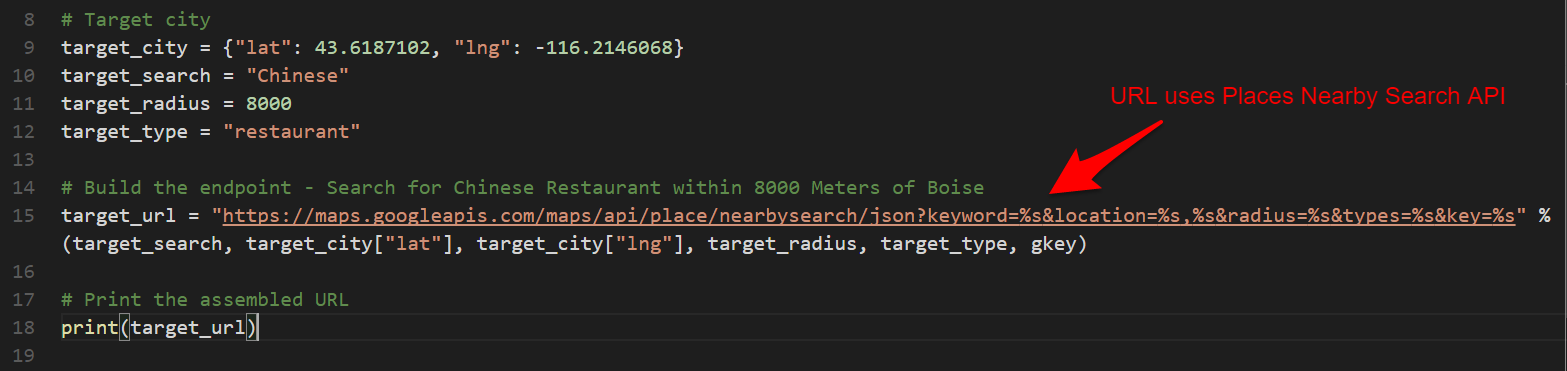 8 # Target city
9 target_city = {"lat": 43.6187102, "lng": -116.2146068}
10 target_search = "Chinese"
11 target_radius = 8000
URL uses Places Nearby Search API
12 target_type = "restaurant"
13
14 # Build the endpoint - Search for Chinese Restaurant within 8000 Meters of Boise
15 target_url = "https://maps.googleapis.com/maps/api/place/nearbysearch/json?keyword=%s&location=%s,%s&radius=%s&types=%s&key=%s" %
(target_search, target_city["lat"], target_city["lng"], target_radius, target_type, gkey)
16
17 # Print the assembled URL
18 print(target_url)
19